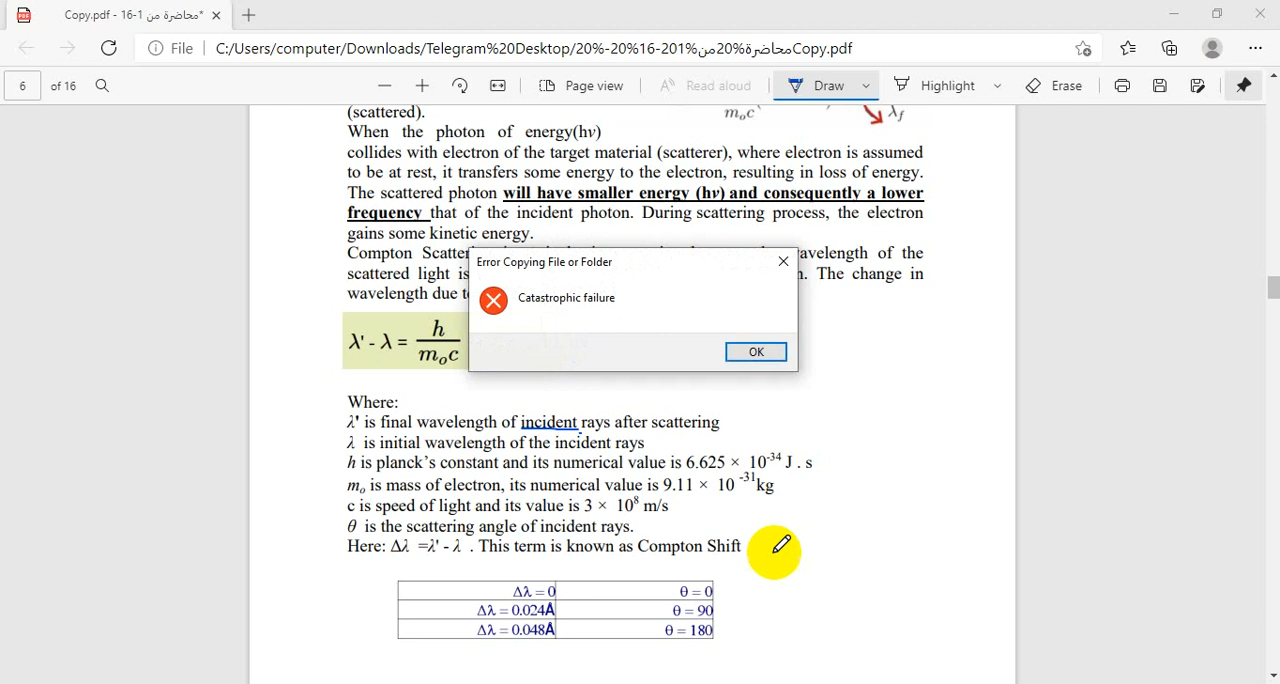 Copy.pdf - 16-1 محاضرة من*
File
C:/Users/computer/Downloads/Telegram%20Desktop/20%-20%16-201%محاضرة%20منCopy.pdf
6 of 16
Page view
Read aloud
Draw
Highlight
Erase
(scattered).
mₒc
λf
When the photon of energy(hν)
collides with electron of the target material (scatterer), where electron is assumed
to be at rest, it transfers some energy to the electron, resulting in loss of energy.
The scattered photon will have smaller energy (hν) and consequently a lower
frequency that of the incident photon. During scattering process, the electron
gains some kinetic energy.
Compton Scatter
avelength of the
scattered light is
The change in
wavelength due t
λ' - λ = h / mₒc
Error Copying File or Folder
Catastrophic failure
OK
Where:
λ' is final wavelength of incident rays after scattering
λ is initial wavelength of the incident rays
h is planck's constant and its numerical value is 6.625 × 10⁻³⁴ J . s
mₒ is mass of electron, its numerical value is 9.11 × 10 ⁻³¹kg
c is speed of light and its value is 3 × 10⁸ m/s
θ is the scattering angle of incident rays.
Here: Δλ =λ' - λ . This term is known as Compton Shift
Δλ = 0 θ = 0
Δλ = 0.024Å θ = 90
Δλ = 0.048Å θ = 180